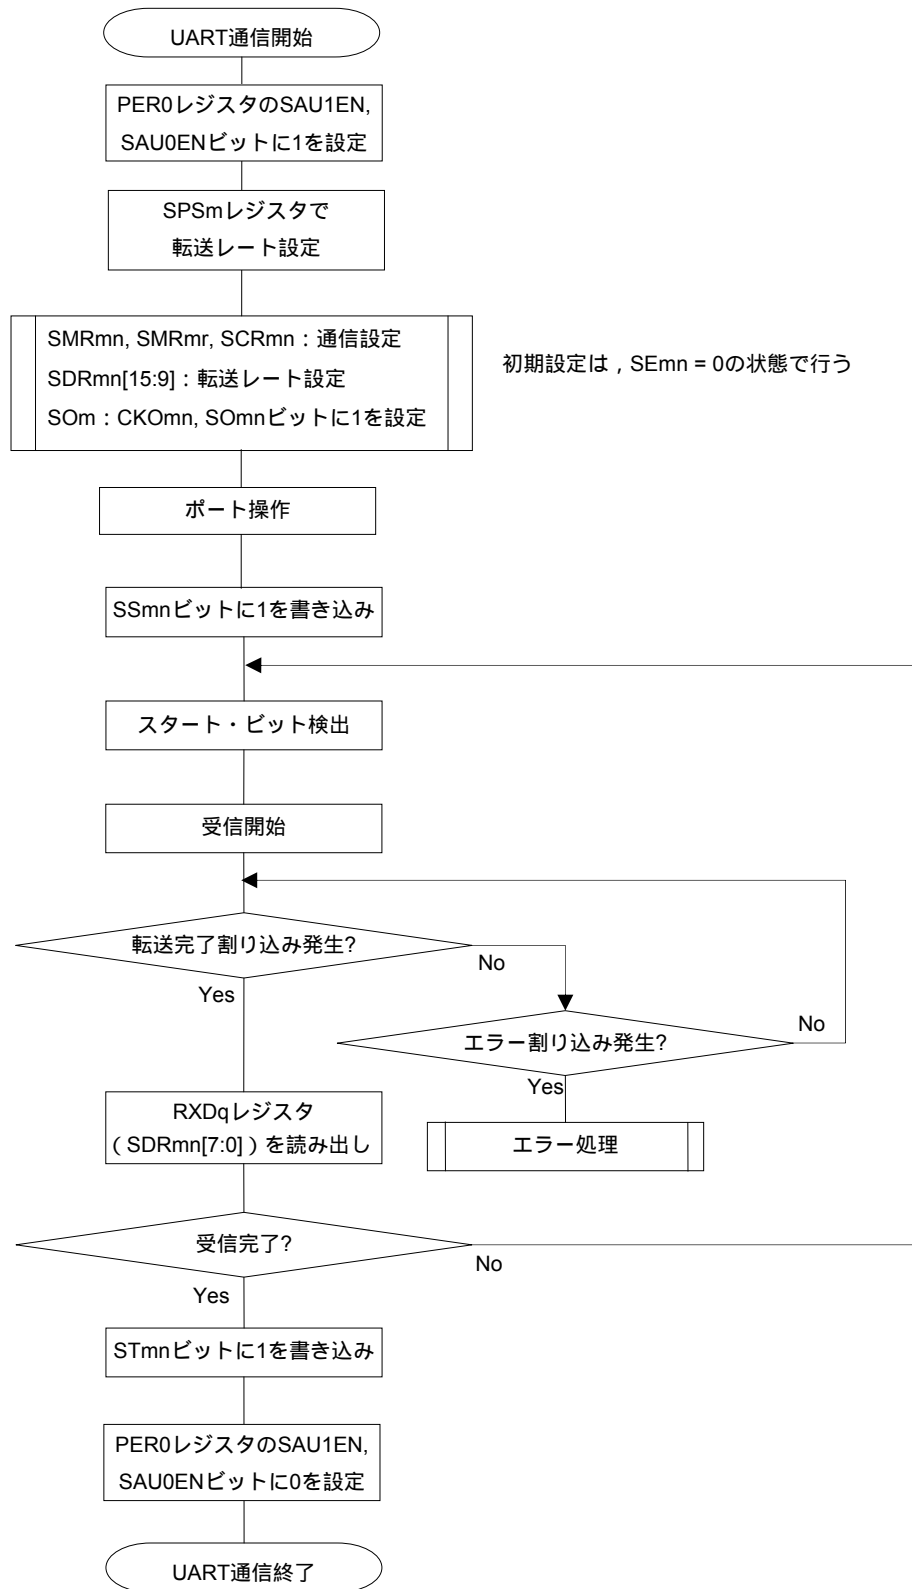 UART通信開始
PER0レジスタのSAU1EN,
SAU0ENビットに1を設定
SPSmレジスタで
転送レート設定
SMRmn, SMRmr, SCRmn：通信設定
SDRmn[15:9]：転送レート設定
SOm：CKOmn, SOmnビットに1を設定
初期設定は，SEmn = 0の状態で行う
ポート操作
SSmnビットに1を書き込み
スタート・ビット検出
受信開始
転送完了割り込み発生?
No
Yes
エラー割り込み発生?
No
Yes
エラー処理
RXDqレジスタ
（SDRmn[7:0]）を読み出し
受信完了?
No
Yes
STmnビットに1を書き込み
PER0レジスタのSAU1EN,
SAU0ENビットに0を設定
UART通信終了